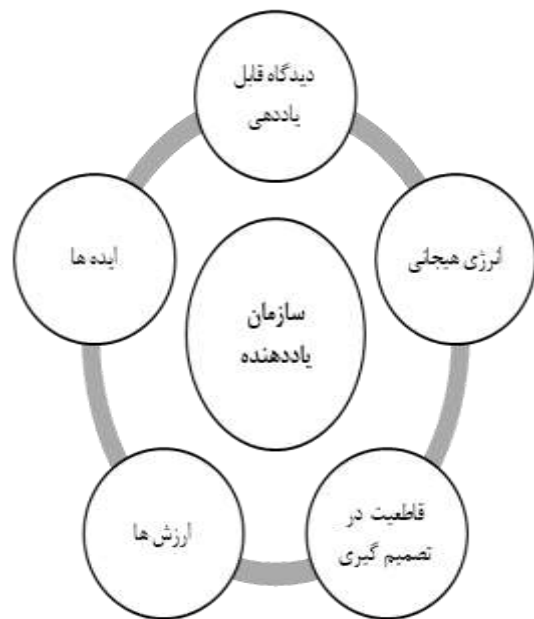 دیدگاه قابل
یاددهی
انرژی هیجانی
ایده ها
سازمان
یاددهنده
قاطعیت در
تصمیم گیری
ارزش ها